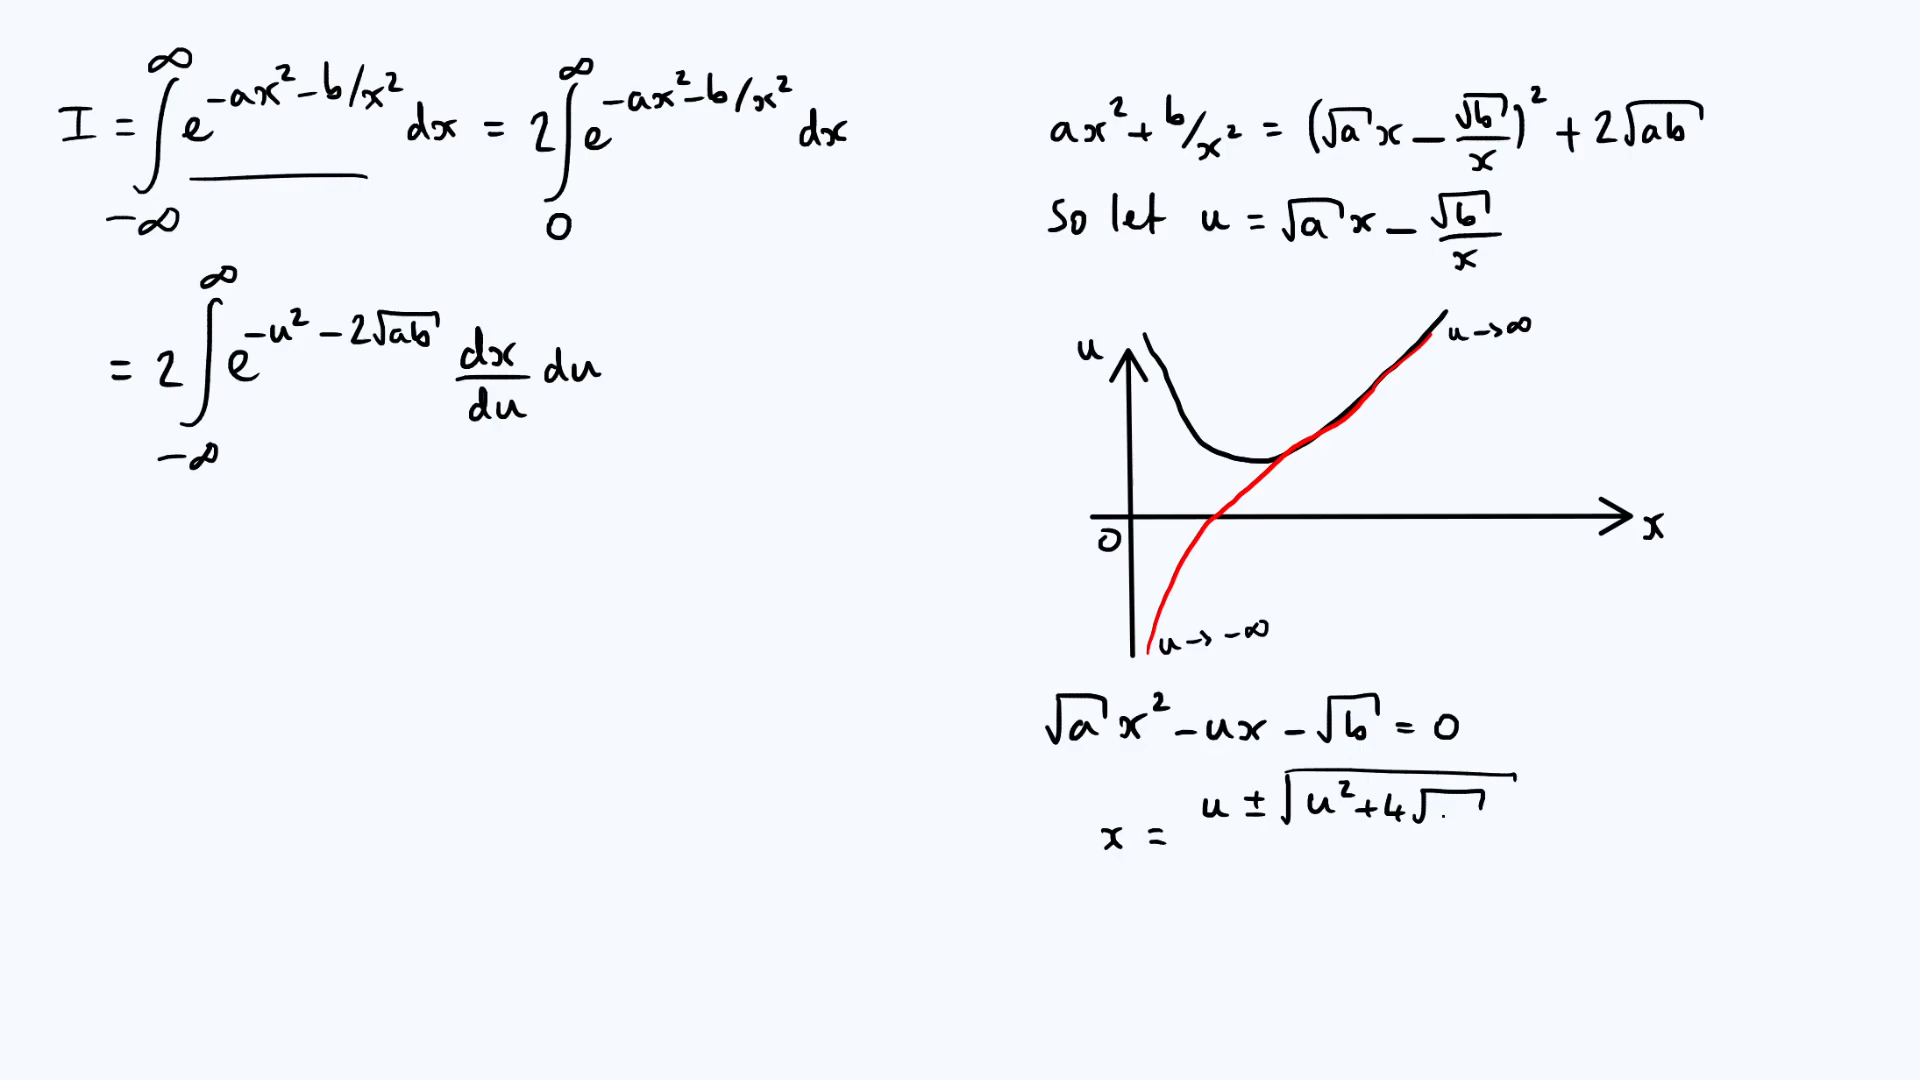 I = ∫_{-∞}^{∞} e^{-ax²-b/x²} dx = 2∫_{0}^{∞} e^{-ax²-b/x²} dx
= 2∫_{-∞}^{∞} e^{-u²-2√(ab)} dx/du du
ax² + b/x² = (√a x - √b/x)² + 2√(ab)
So let u = √a x - √b/x
u
u→∞
0
x
u→-∞
√a x² - ux - √b = 0
x = u ± √(u²+4√